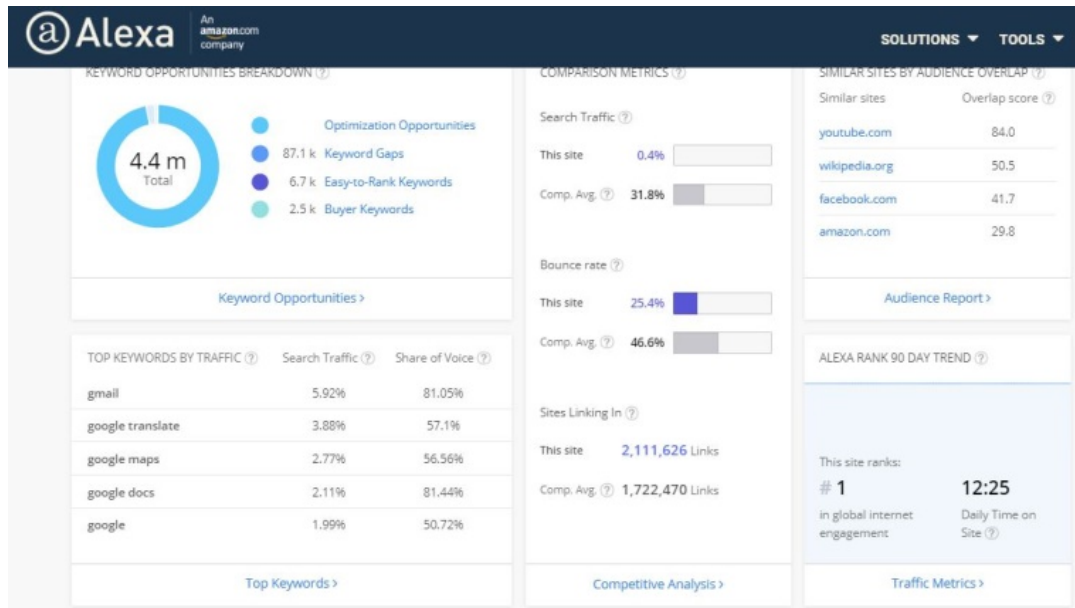 a Alexa
An
amazon.com
company
SOLUTIONS TOOLS
KEYWORD OPPORTUNITIES BREAKDOWN ?
4.4 m
Total
Optimization Opportunities
87.1 k Keyword Gaps
6.7 k Easy-to-Rank Keywords
2.5 k Buyer Keywords
Keyword Opportunities >
COMPARISON METRICS ?
Search Traffic ?
This site 0.4%
Comp. Avg. ? 31.8%
Bounce rate ?
This site 25.4%
Comp. Avg. ? 46.6%
Sites Linking In ?
This site 2,111,626 Links
Comp. Avg. ? 1,722,470 Links
Competitive Analysis >
SIMILAR SITES BY AUDIENCE OVERLAP ?
Similar sites Overlap score ?
youtube.com 84.0
wikipedia.org 50.5
facebook.com 41.7
amazon.com 29.8
Audience Report >
TOP KEYWORDS BY TRAFFIC ? Search Traffic ? Share of Voice ?
gmail 5.92% 81.05%
google translate 3.88% 57.1%
google maps 2.77% 56.56%
google docs 2.11% 81.44%
google 1.99% 50.72%
Top Keywords >
ALEXA RANK 90 DAY TREND ?
This site ranks:
# 1
in global internet
engagement
12:25
Daily Time on
Site ?
Traffic Metrics >